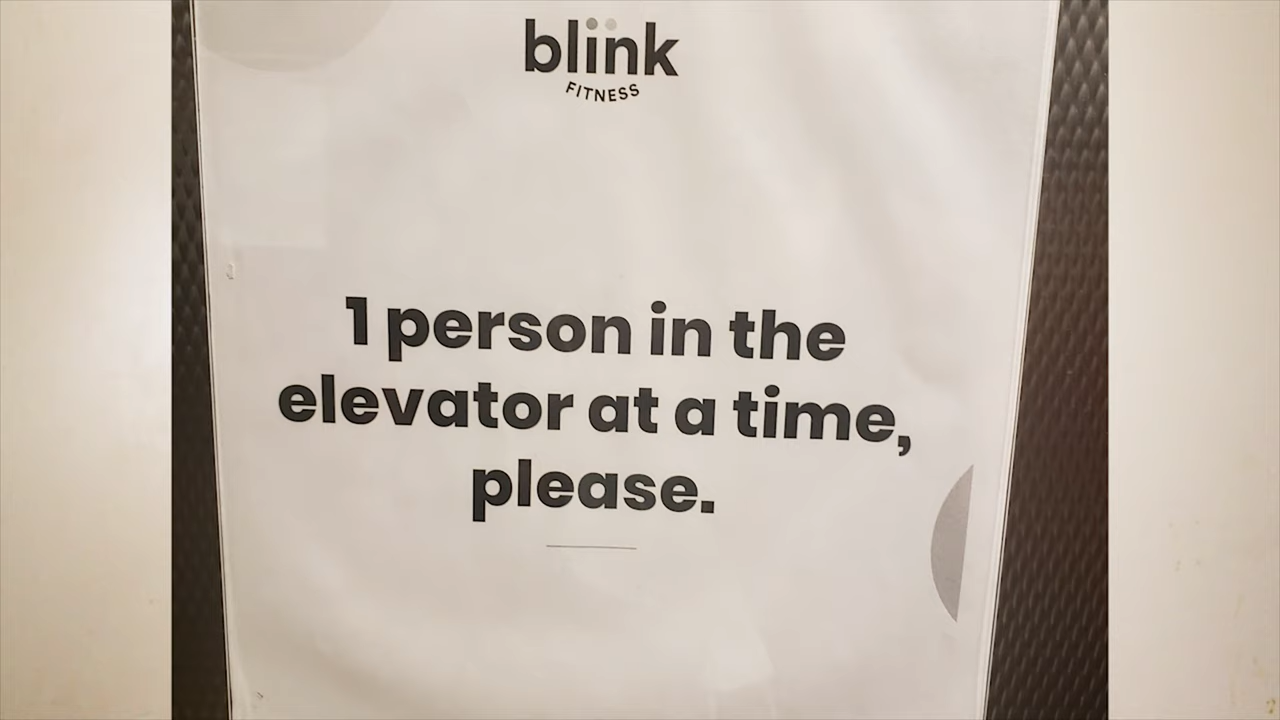 blink
FITNESS
1 person in the
elevator at a time,
please.